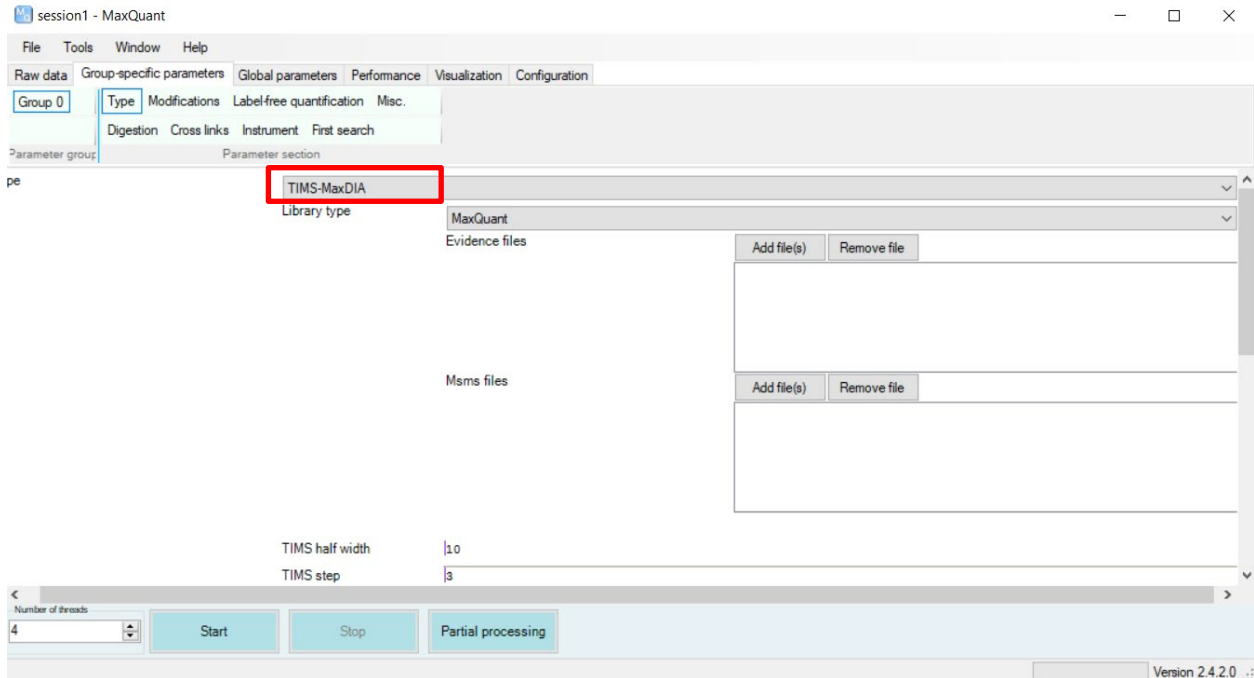 session1 - MaxQuant
File Tools Window Help
Raw data Group-specific parameters Global parameters Performance Visualization Configuration
Group 0 Type Modifications Label-free quantification Misc.
Digestion Cross links Instrument First search
Parameter group Parameter section
pe TIMS-MaxDIA
Library type MaxQuant
Evidence files Add file(s) Remove file
Msms files Add file(s) Remove file
TIMS half width 10
TIMS step 3
Number of threads
4 Start Stop Partial processing
Version 2.4.2.0